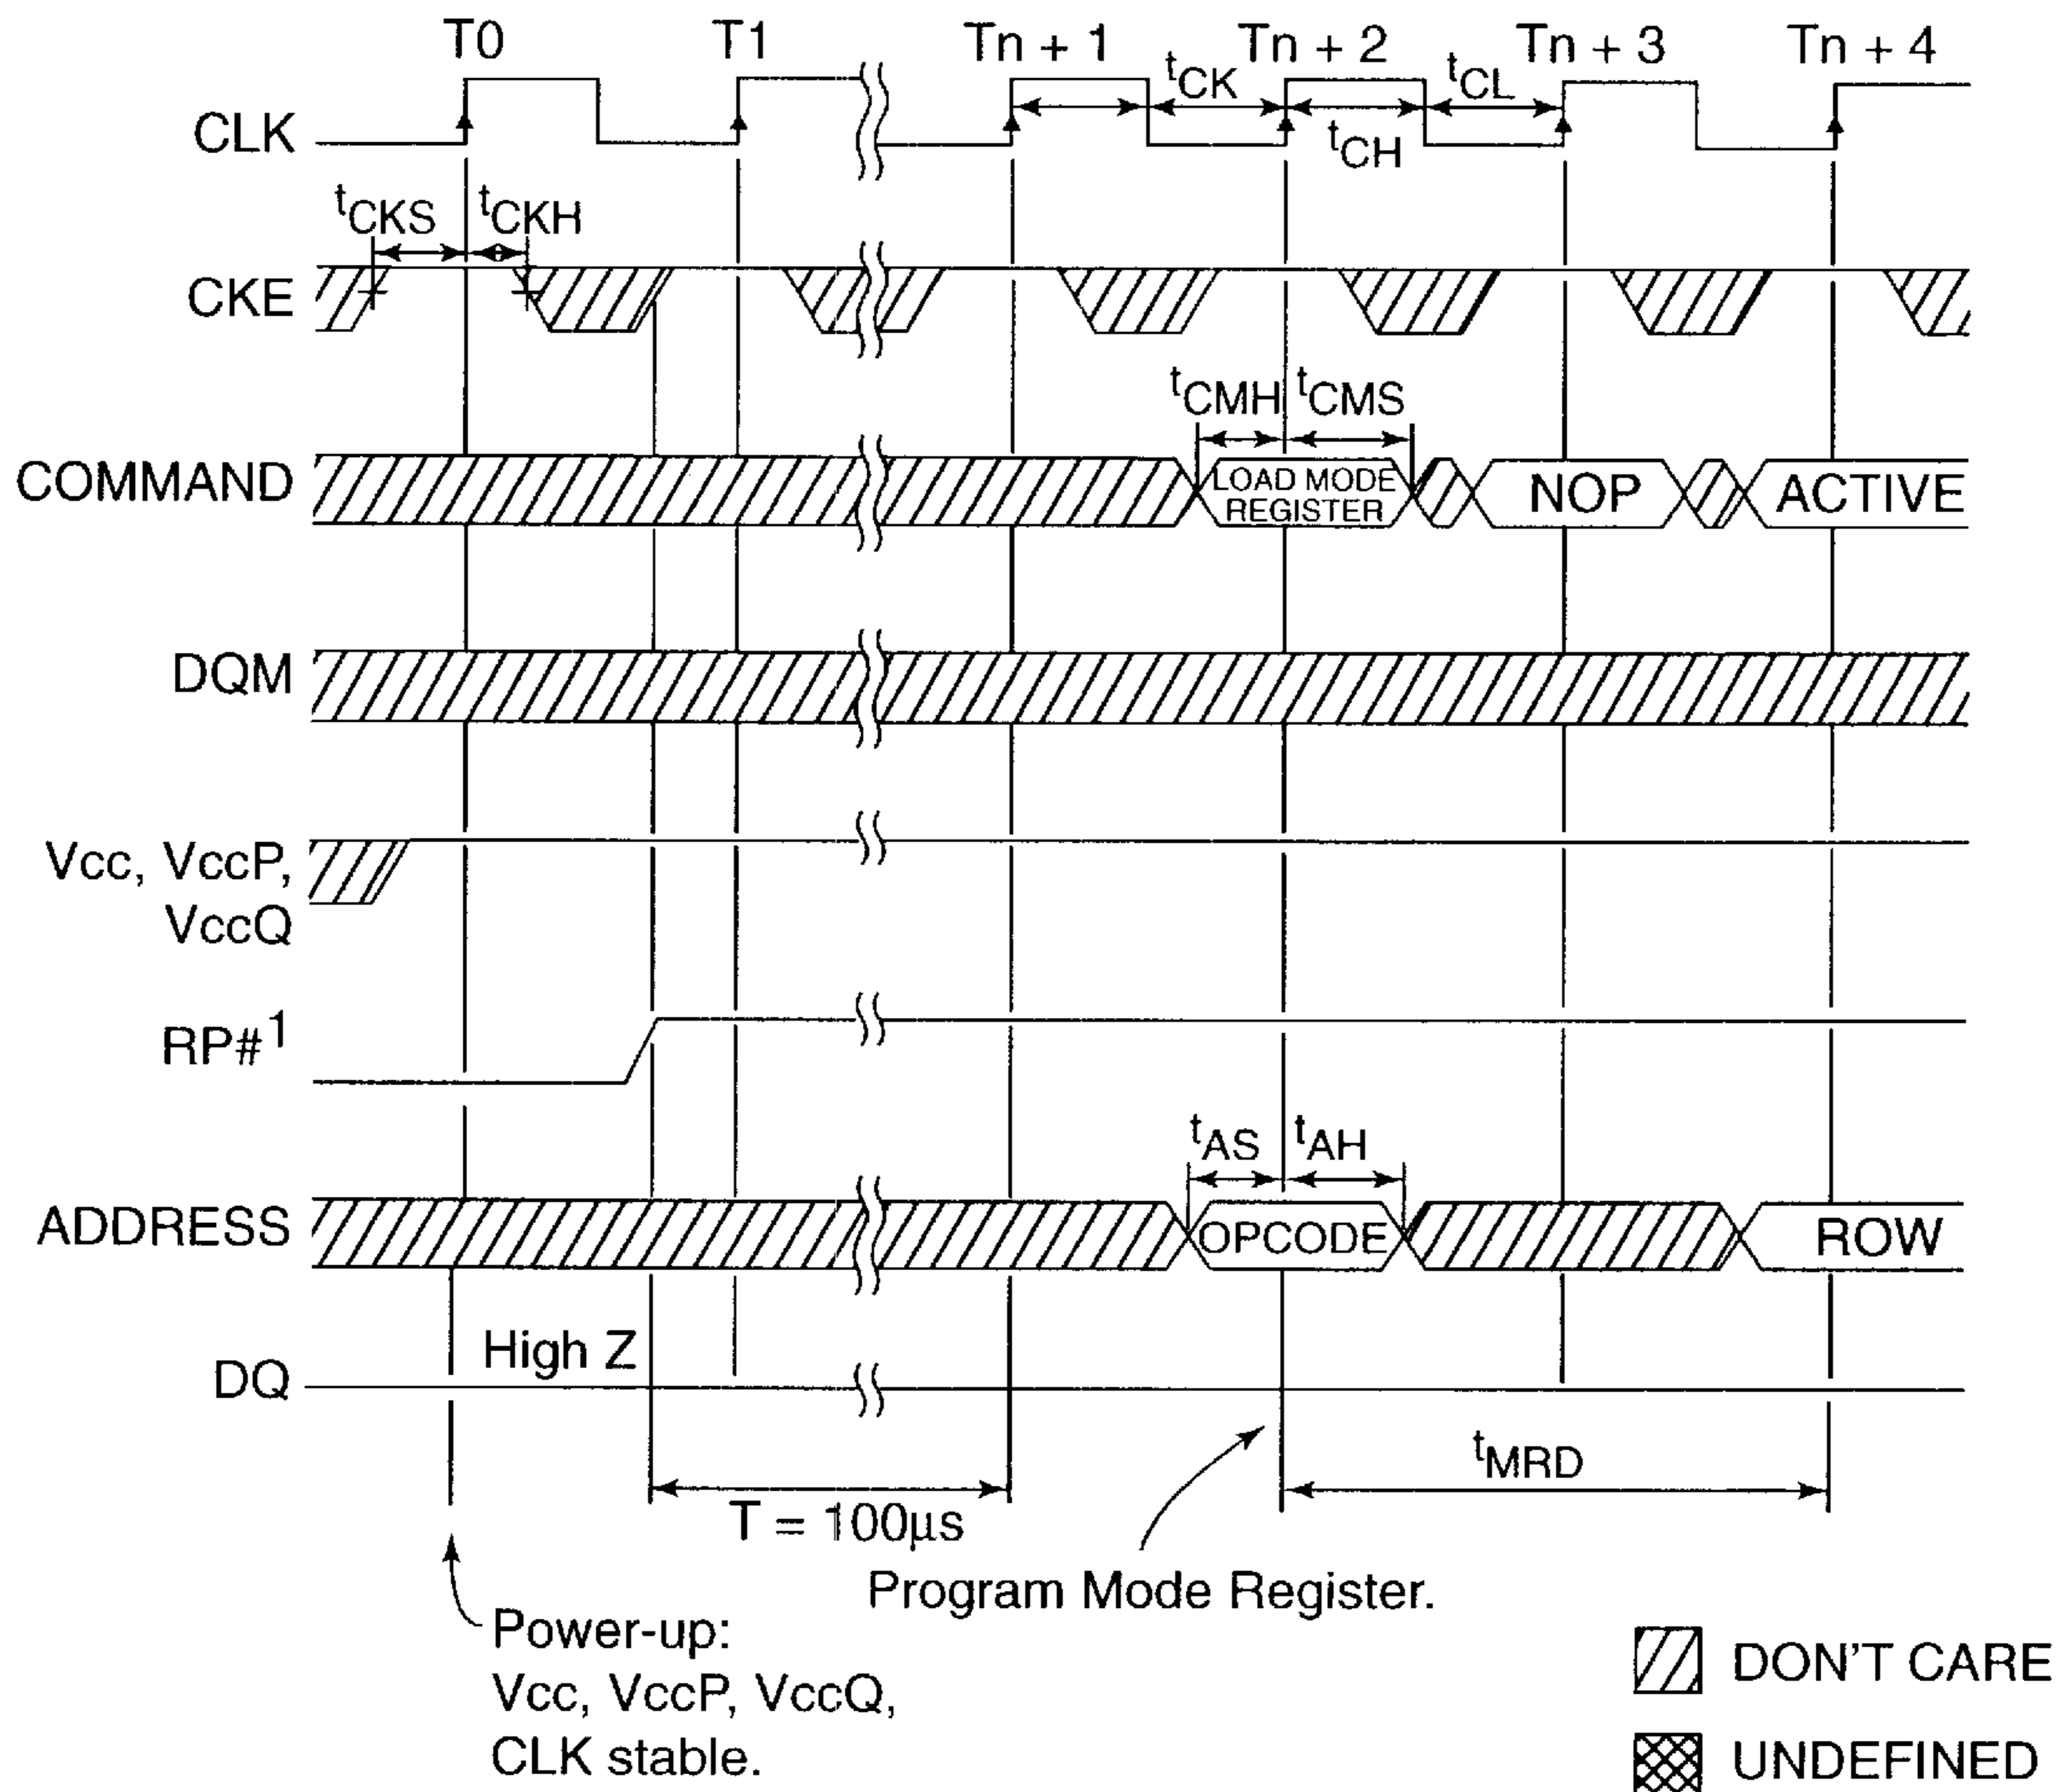 T0 T1 Tn + 1 Tn + 2 Tn + 3 Tn + 4
tCK tCL
CLK
tCH
tCKS tCKH
CKE
tCMH tCMS
COMMAND LOAD MODE REGISTER NOP ACTIVE
DQM
Vcc, VccP,
VccQ
RP#1
tAS tAH
ADDRESS OPCODE ROW
High Z
DQ
tMRD
T = 100µs
Program Mode Register.
Power-up:
Vcc, VccP, VccQ,
CLK stable.
DON'T CARE
UNDEFINED